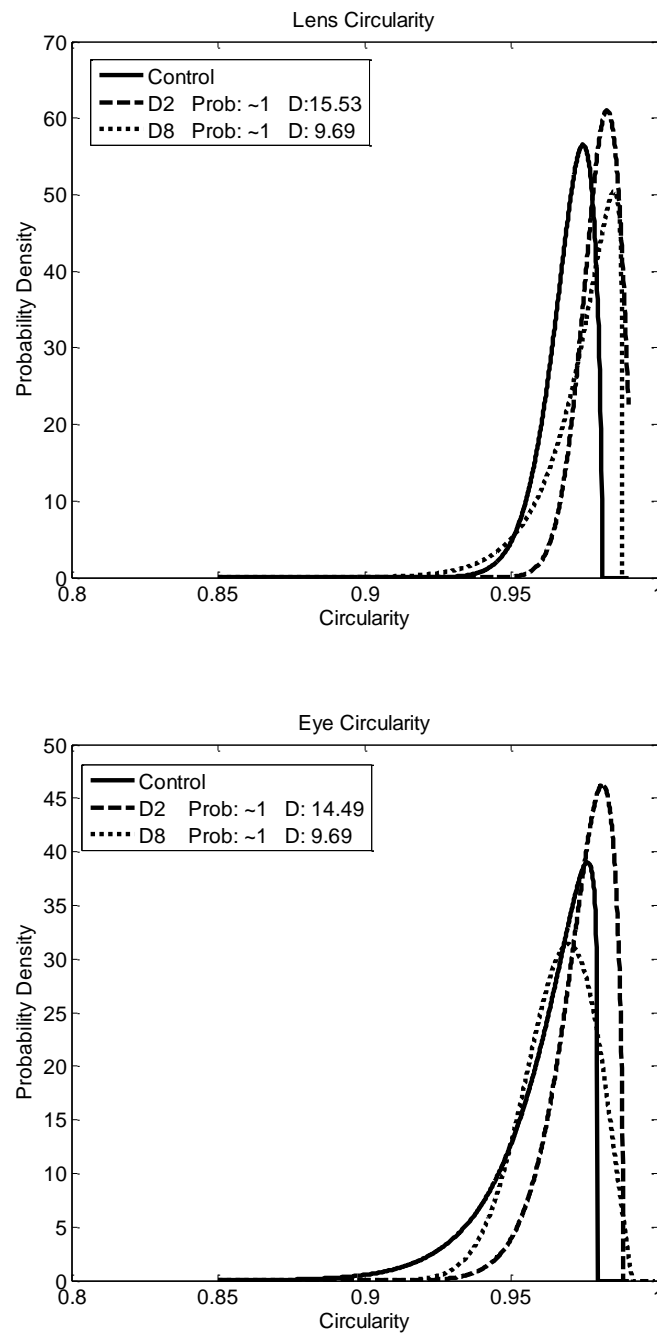 Lens Circularity
70
60
50
40
30
20
10
0
Probability Density
Control
D2 Prob: ~1 D:15.53
D8 Prob: ~1 D: 9.69
0.8 0.85 0.9 0.95 1
Circularity
Eye Circularity
50
45
40
35
30
25
20
15
10
5
0
Probability Density
Control
D2 Prob: ~1 D: 14.49
D8 Prob: ~1 D: 9.69
0.8 0.85 0.9 0.95 1
Circularity